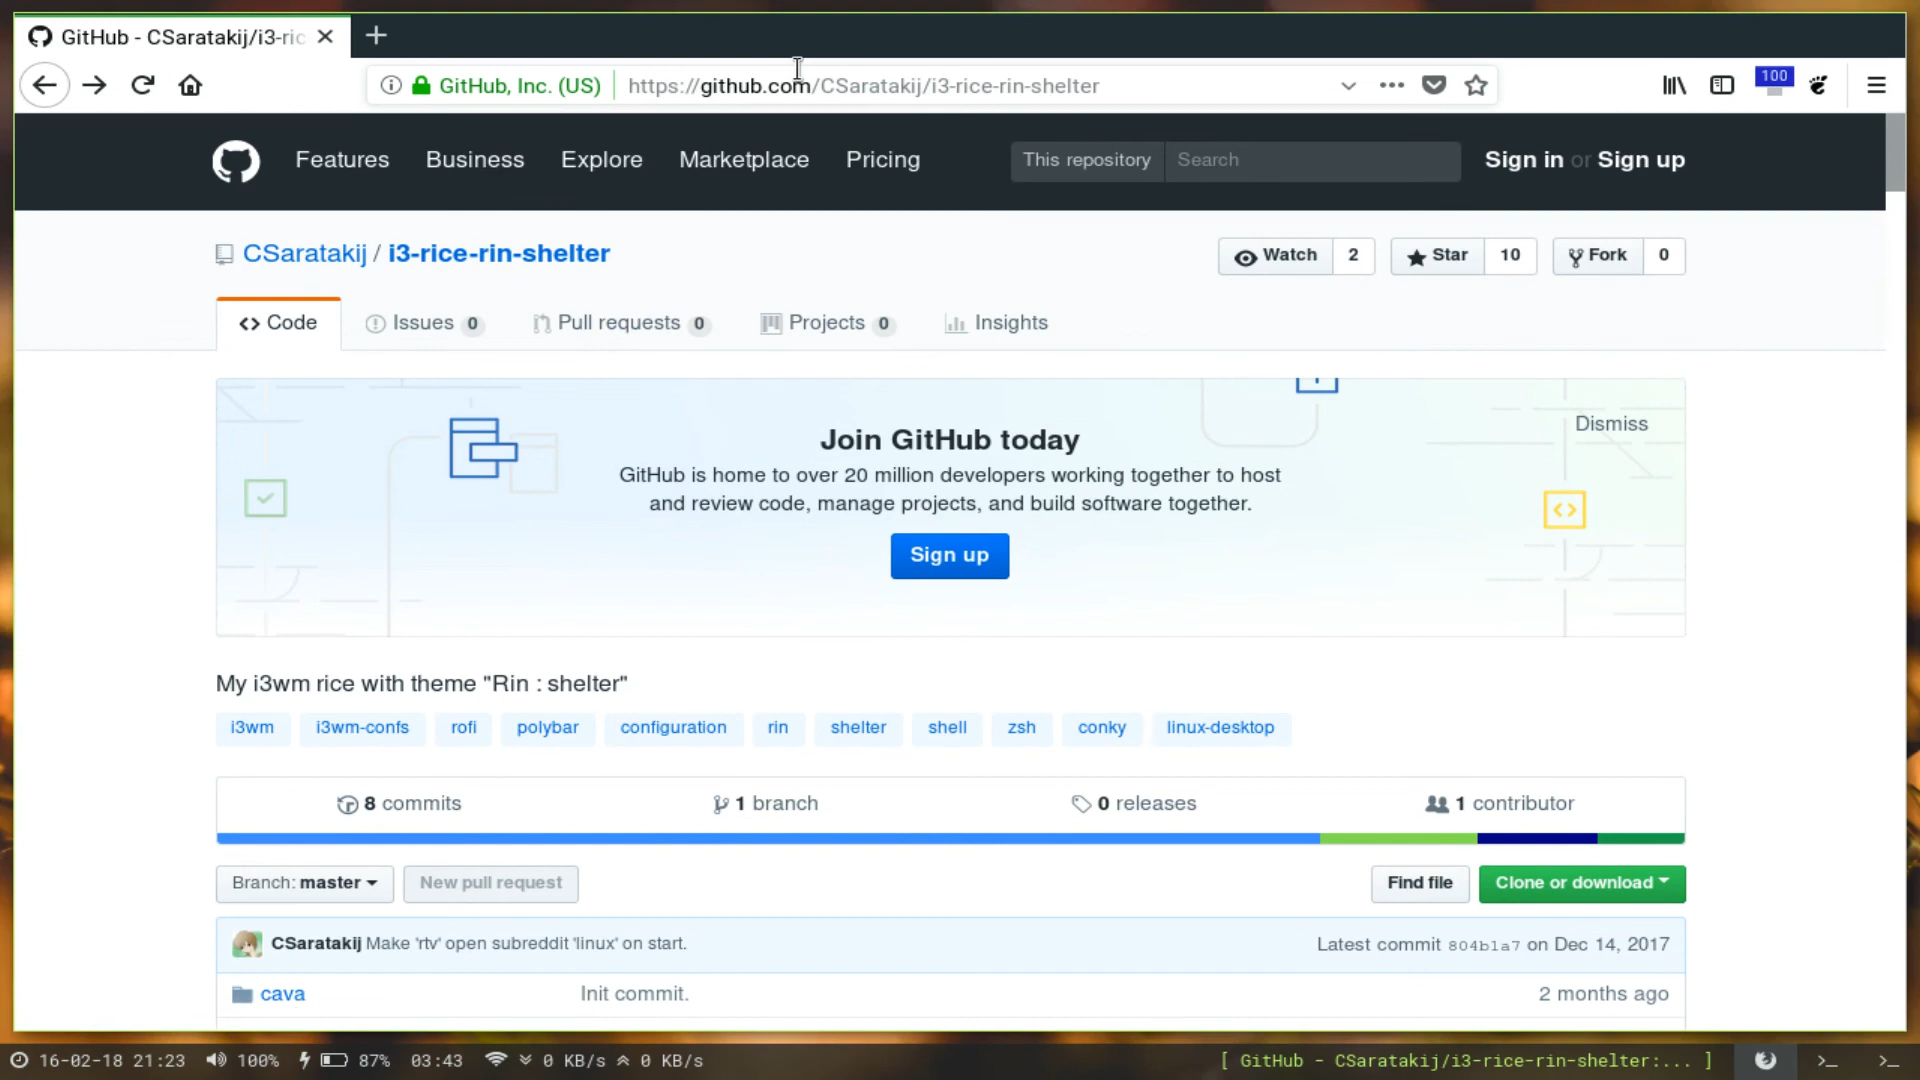 GitHub - CSaratakij/i3-ric
GitHub, Inc. (US) https://github.com/CSaratakij/i3-rice-rin-shelter
100
Features Business Explore Marketplace Pricing This repository Search Sign in or Sign up
CSaratakij / i3-rice-rin-shelter Watch 2 Star 10 Fork 0
Code Issues 0 Pull requests 0 Projects 0 Insights
Join GitHub today
Dismiss
GitHub is home to over 20 million developers working together to host
and review code, manage projects, and build software together.
Sign up
My i3wm rice with theme "Rin : shelter"
i3wm i3wm-confs rofi polybar configuration rin shelter shell zsh conky linux-desktop
8 commits 1 branch 0 releases 1 contributor
Branch: master New pull request Find file Clone or download
CSaratakij Make 'rtv' open subreddit 'linux' on start. Latest commit 804b1a7 on Dec 14, 2017
cava Init commit. 2 months ago
16-02-18 21:23 100% 87% 03:43 0 KB/s 0 KB/s [ GitHub - CSaratakij/i3-rice-rin-shelter:... ]